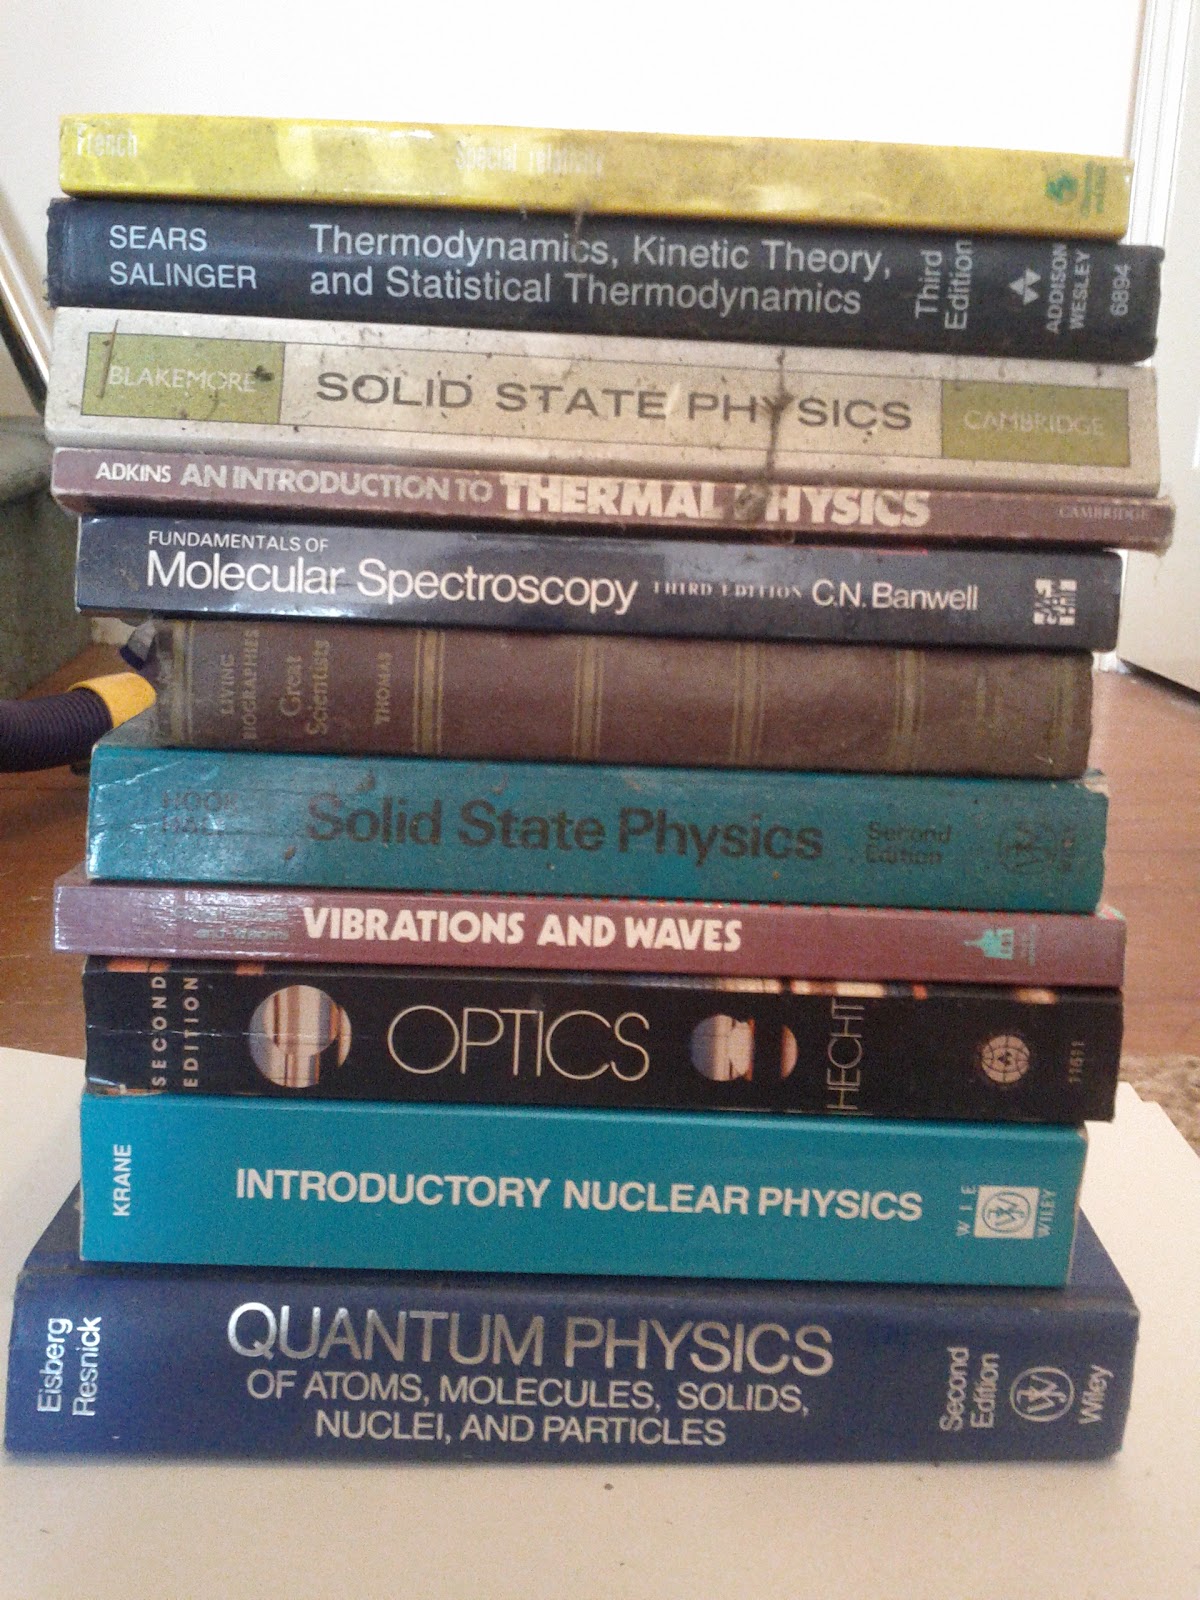 French
Special relativity
SEARS
SALINGER
Thermodynamics, Kinetic Theory,
and Statistical Thermodynamics
Third
Edition
ADDISON
WESLEY
6894
BLAKEMORE
SOLID STATE PHYSICS
CAMBRIDGE
ADKINS AN INTRODUCTION TO THERMAL PHYSICS
CAMBRIDGE
FUNDAMENTALS OF
Molecular Spectroscopy THIRD EDITION C.N. Banwell
LIVING
BIOGRAPHIES
Great
Scientists
THOMAS
HOOK
HALL
Solid State Physics
Second
Edition
VIBRATIONS AND WAVES
SECOND
EDITION
OPTICS
HECHT
KRANE
INTRODUCTORY NUCLEAR PHYSICS
W I E
WILEY
Eisberg
Resnick
QUANTUM PHYSICS
OF ATOMS, MOLECULES, SOLIDS,
NUCLEI, AND PARTICLES
Second
Edition
Wiley